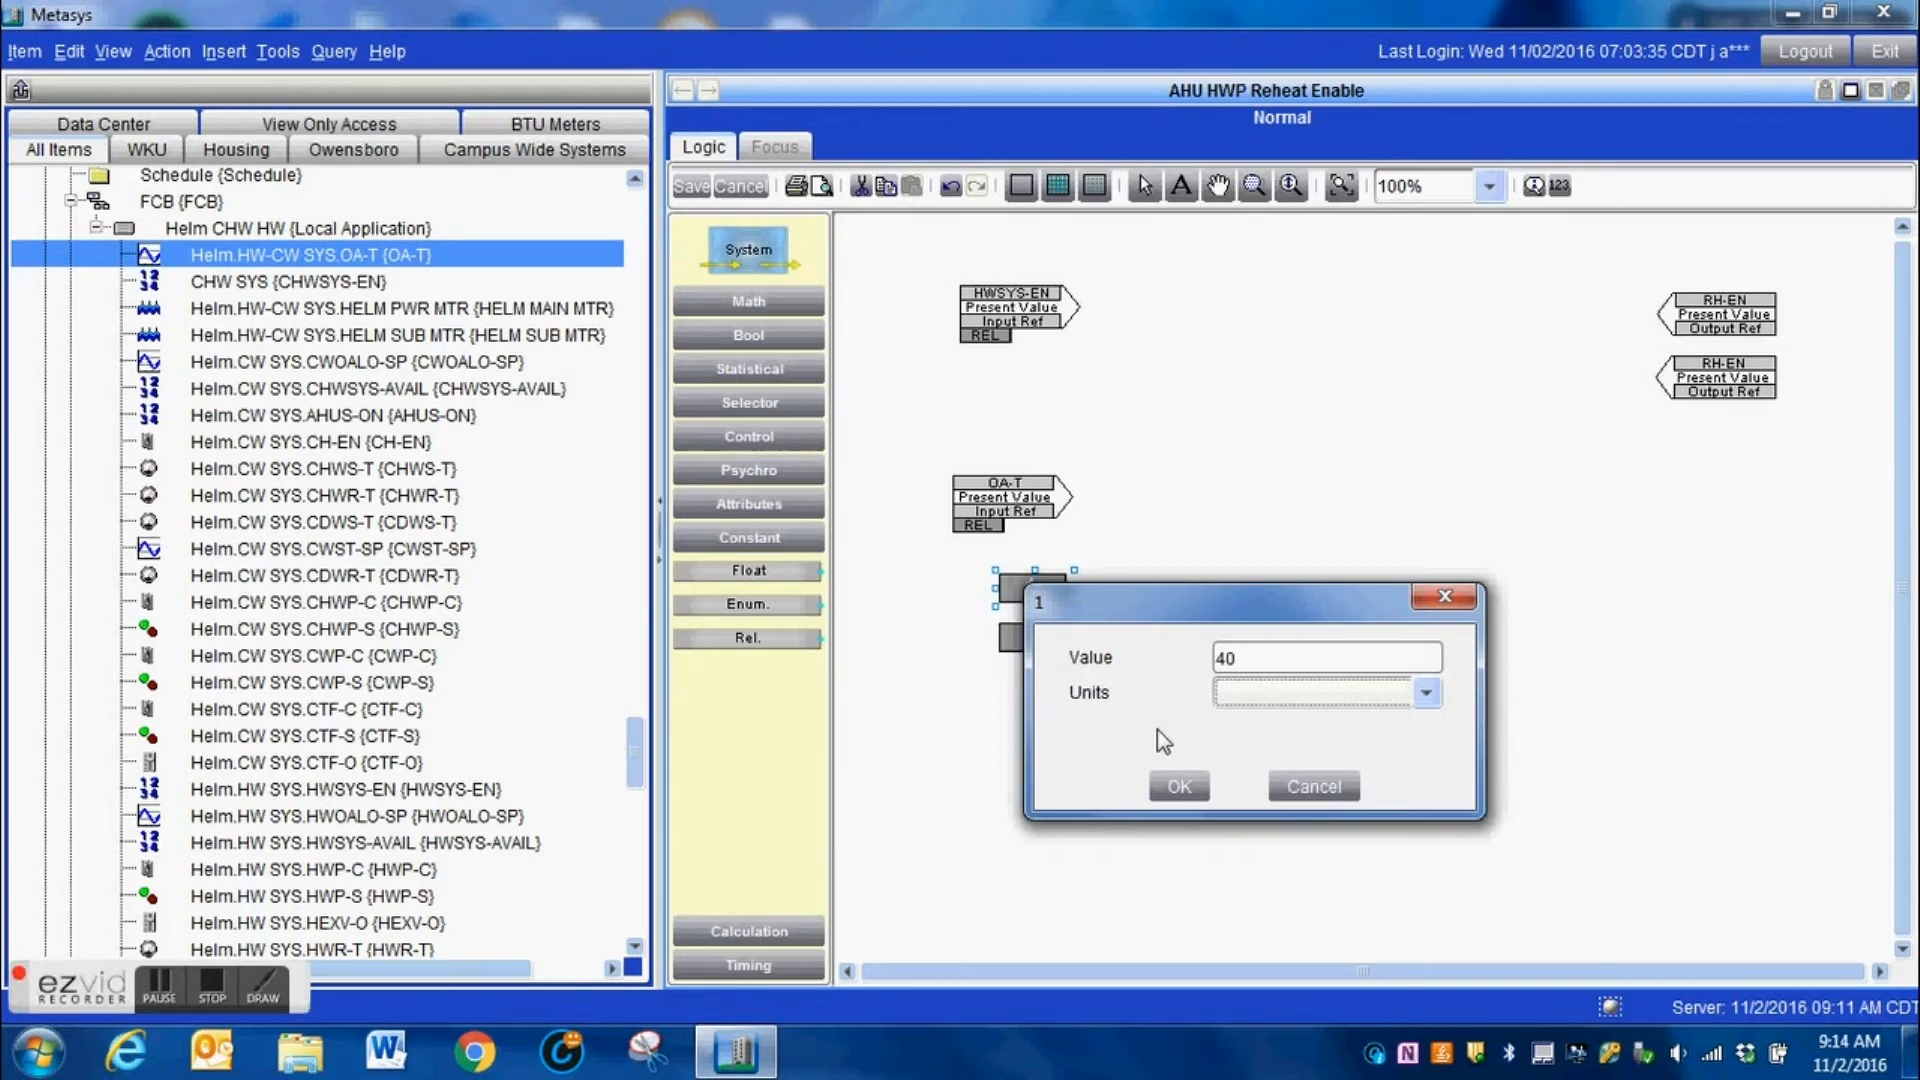 Metasys
Item Edit View Action Insert Tools Query Help
Last Login: Wed 11/02/2016 07:03:35 CDT j a*** Logout Exit
Data Center View Only Access BTU Meters
All Items WKU Housing Owensboro Campus Wide Systems
Schedule {Schedule}
FCB {FCB}
Helm CHW HW {Local Application}
Helm.HW-CW SYS.OA-T {OA-T}
CHW SYS {CHWSYS-EN}
Helm.HW-CW SYS.HELM PWR MTR {HELM MAIN MTR}
Helm.HW-CW SYS.HELM SUB MTR {HELM SUB MTR}
Helm.CW SYS.CWOALO-SP {CWOALO-SP}
Helm.CW SYS.CHWSYS-AVAIL {CHWSYS-AVAIL}
Helm.CW SYS.AHUS-ON {AHUS-ON}
Helm.CW SYS.CH-EN {CH-EN}
Helm.CW SYS.CHWS-T {CHWS-T}
Helm.CW SYS.CHWR-T {CHWR-T}
Helm.CW SYS.CDWS-T {CDWS-T}
Helm.CW SYS.CWST-SP {CWST-SP}
Helm.CW SYS.CDWR-T {CDWR-T}
Helm.CW SYS.CHWP-C {CHWP-C}
Helm.CW SYS.CHWP-S {CHWP-S}
Helm.CW SYS.CWP-C {CWP-C}
Helm.CW SYS.CWP-S {CWP-S}
Helm.CW SYS.CTF-C {CTF-C}
Helm.CW SYS.CTF-S {CTF-S}
Helm.CW SYS.CTF-O {CTF-O}
Helm.HW SYS.HWSYS-EN {HWSYS-EN}
Helm.HW SYS.HWOALO-SP {HWOALO-SP}
Helm.HW SYS.HWSYS-AVAIL {HWSYS-AVAIL}
Helm.HW SYS.HWP-C {HWP-C}
Helm.HW SYS.HWP-S {HWP-S}
Helm.HW SYS.HEXV-O {HEXV-O}
Helm.HW SYS.HWR-T {HWR-T}
AHU HWP Reheat Enable
Normal
Logic Focus
Save Cancel A 100% 123
System
Math
Bool
Statistical
Selector
Control
Psychro
Attributes
Constant
Float
Enum.
Rel.
Calculation
Timing
HWSYS-EN
Present Value
Input Ref
REL
RH-EN
Present Value
Output Ref
RH-EN
Present Value
Output Ref
OA-T
Present Value
Input Ref
REL
1
Value 40
Units
OK Cancel
ezvid
RECORDER
PAUSE STOP DRAW
Server: 11/2/2016 09:11 AM CDT
9:14 AM
11/2/2016